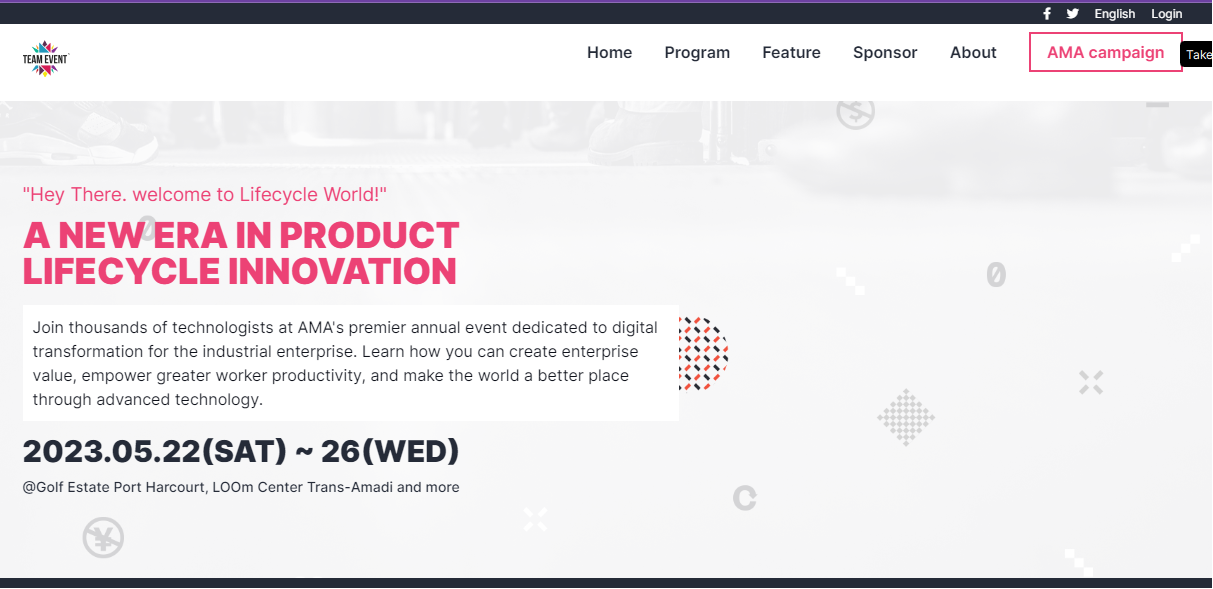 English Login
TEAM EVENT
Home Program Feature Sponsor About AMA campaign
Take
"Hey There. welcome to Lifecycle World!"
A NEW ERA IN PRODUCT
LIFECYCLE INNOVATION
Join thousands of technologists at AMA's premier annual event dedicated to digital
transformation for the industrial enterprise. Learn how you can create enterprise
value, empower greater worker productivity, and make the world a better place
through advanced technology.
2023.05.22(SAT) ~ 26(WED)
@Golf Estate Port Harcourt, LOOm Center Trans-Amadi and more